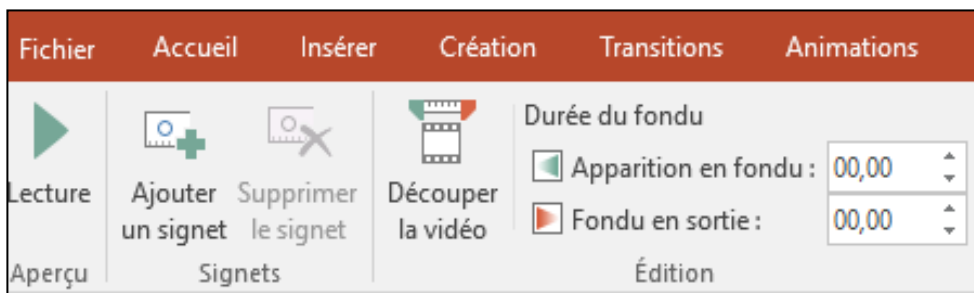 Fichier Accueil Insérer Création Transitions Animations
Lecture
Aperçu
Ajouter
un signet
Supprimer
le signet
Signets
Découper
la vidéo
Durée du fondu
Apparition en fondu : 00,00
Fondu en sortie : 00,00
Édition